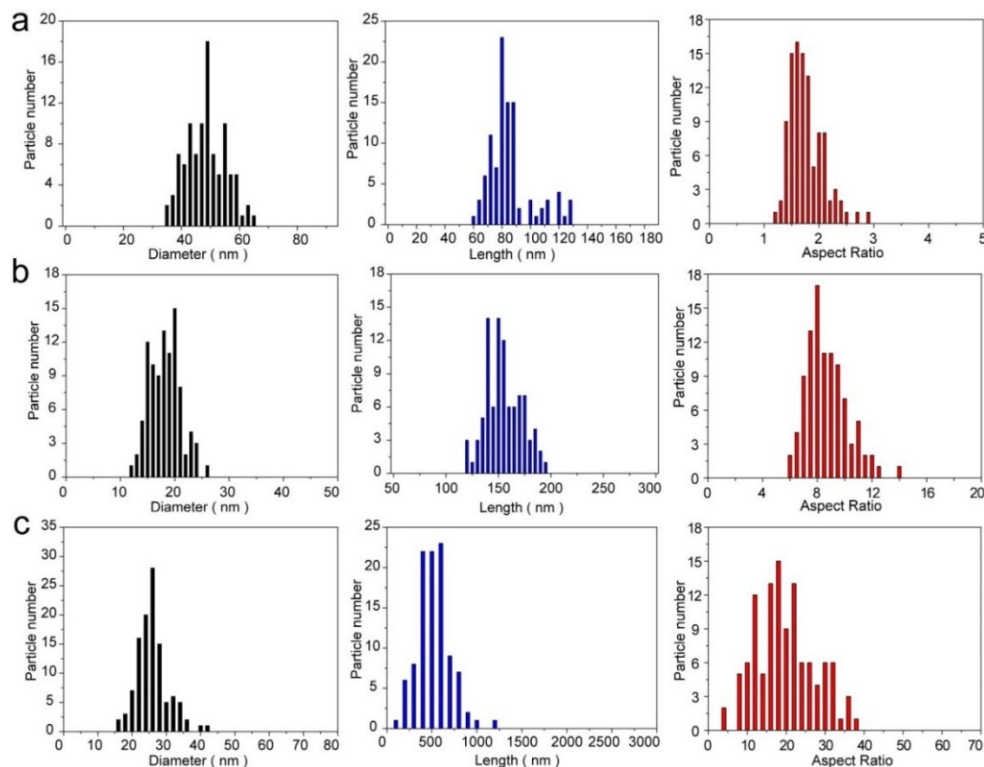 a
20
16
12
8
4
0
Particle number
0 20 40 60 80
Diameter ( nm )
25
20
15
10
5
0
Particle number
0 20 40 60 80 100 120 140 160 180
Length ( nm )
18
15
12
9
6
3
0
Particle number
0 1 2 3 4 5
Aspect Ratio
b
18
15
12
9
6
3
0
Particle number
0 10 20 30 40 50
Diameter ( nm )
18
15
12
9
6
3
0
Particle number
50 100 150 200 250 300
Length ( nm )
18
15
12
9
6
3
0
Particle number
0 4 8 12 16 20
Aspect Ratio
c
35
30
25
20
15
10
5
0
Particle number
0 10 20 30 40 50 60 70 80
Diameter ( nm )
25
20
15
10
5
0
Particle number
0 500 1000 1500 2000 2500 3000
Length ( nm )
18
15
12
9
6
3
0
Particle number
0 10 20 30 40 50 60 70
Aspect Ratio